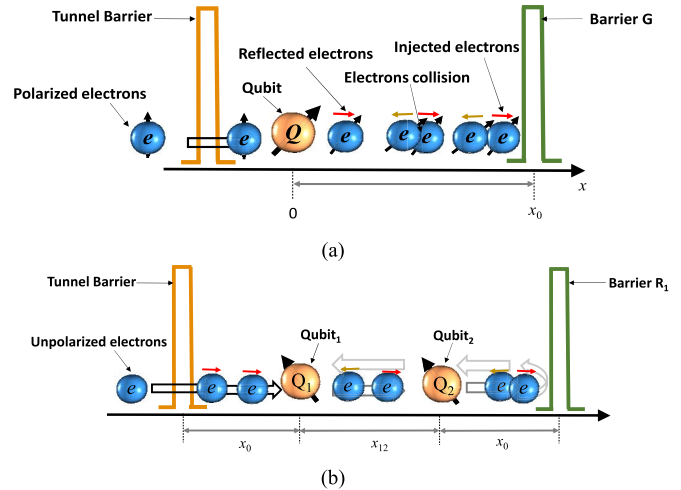 Tunnel Barrier
Barrier G
Injected electrons
Reflected electrons
Electrons collision
Qubit
Polarized electrons
e e Q e e e e e
0 x₀ x
(a)
Tunnel Barrier
Barrier R₁
Unpolarized electrons
Qubit₁ Qubit₂
e e e Q₁ e e Q₂ e e
x₀ x₁₂ x₀ x
(b)